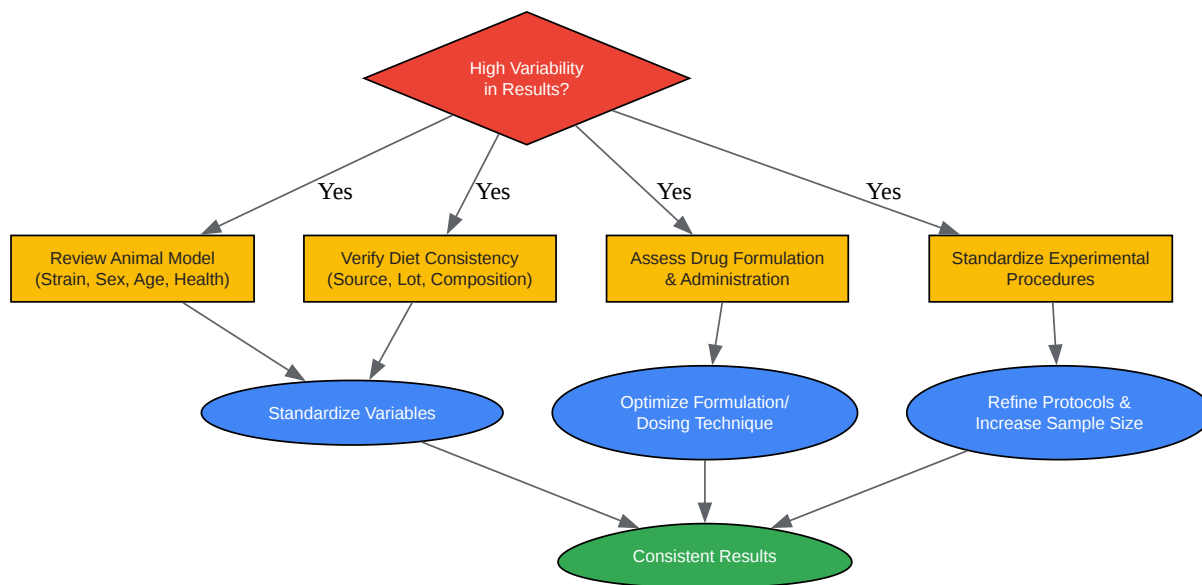 High Variability
in Results?
Yes
Yes
Yes
Yes
Review Animal Model
(Strain, Sex, Age, Health)
Verify Diet Consistency
(Source, Lot, Composition)
Assess Drug Formulation
& Administration
Standardize Experimental
Procedures
Standardize Variables
Optimize Formulation/
Dosing Technique
Refine Protocols &
Increase Sample Size
Consistent Results